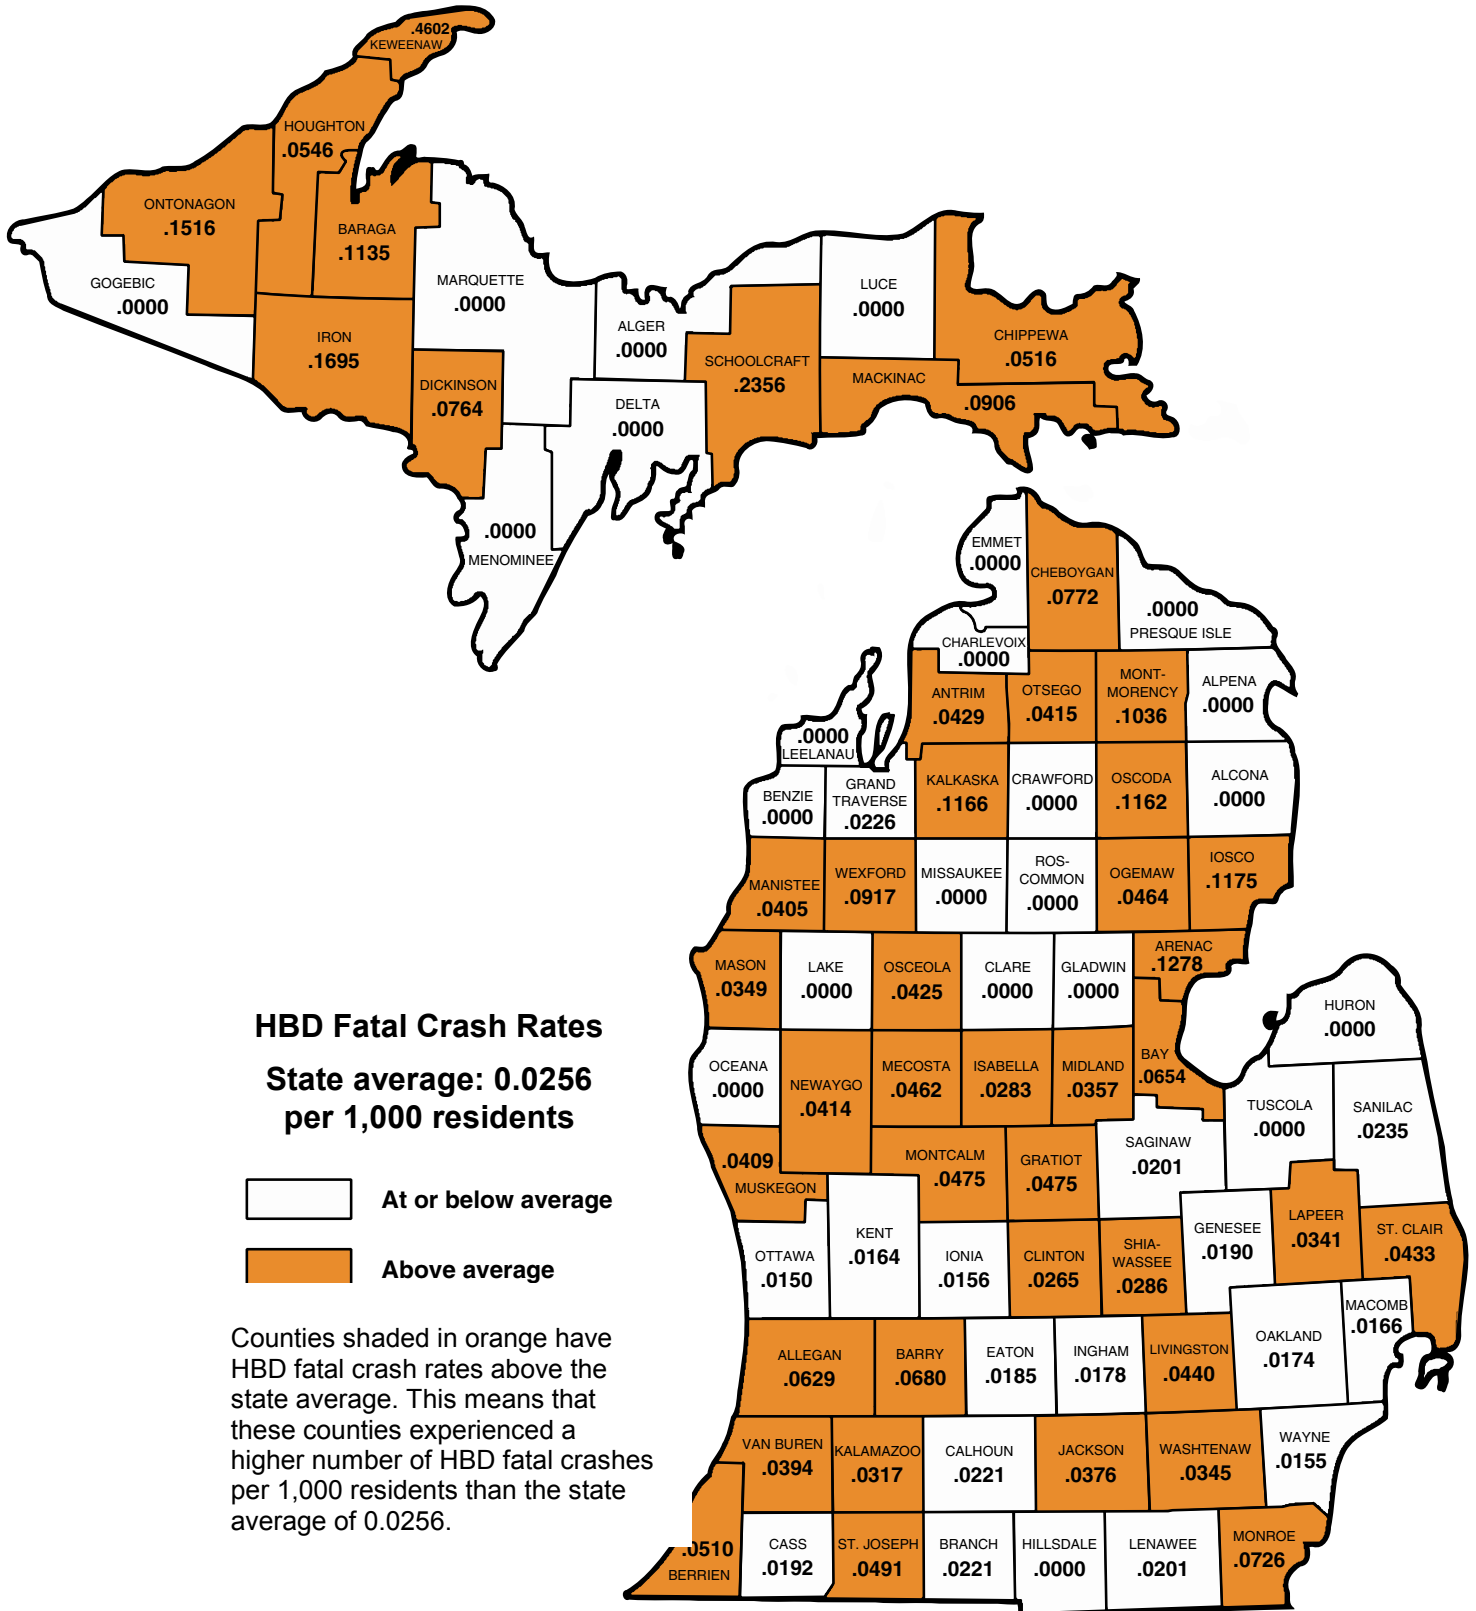 .4602
KEWEENAW
HOUGHTON
.0546
ONTONAGON
.1516
BARAGA
.1135
GOGEBIC
.0000
MARQUETTE
.0000
LUCE
.0000
IRON
.1695
ALGER
.0000
CHIPPEWA
.0516
SCHOOLCRAFT
.2356
MACKINAC
.0906
DICKINSON
.0764
DELTA
.0000
.0000
MENOMINEE
EMMET
.0000
CHEBOYGAN
.0772
.0000
PRESQUE ISLE
CHARLEVOIX
.0000
ANTRIM
.0429
OTSEGO
.0415
MONT-
MORENCY
.1036
ALPENA
.0000
.0000
LEELANAU
BENZIE
.0000
GRAND
TRAVERSE
.0226
KALKASKA
.1166
CRAWFORD
.0000
OSCODA
.1162
ALCONA
.0000
MANISTEE
.0405
WEXFORD
.0917
MISSAUKEE
.0000
ROS-
COMMON
.0000
OGEMAW
.0464
IOSCO
.1175
MASON
.0349
LAKE
.0000
OSCEOLA
.0425
CLARE
.0000
GLADWIN
.0000
ARENAC
.1278
HURON
.0000
OCEANA
.0000
NEWAYGO
.0414
MECOSTA
.0462
ISABELLA
.0283
MIDLAND
.0357
BAY
.0654
TUSCOLA
.0000
SANILAC
.0235
.0409
MUSKEGON
MONTCALM
.0475
GRATIOT
.0475
SAGINAW
.0201
OTTAWA
.0150
KENT
.0164
IONIA
.0156
CLINTON
.0265
SHIA-
WASSEE
.0286
GENESEE
.0190
LAPEER
.0341
ST. CLAIR
.0433
ALLEGAN
.0629
BARRY
.0680
EATON
.0185
INGHAM
.0178
LIVINGSTON
.0440
OAKLAND
.0174
MACOMB
.0166
VAN BUREN
.0394
KALAMAZOO
.0317
CALHOUN
.0221
JACKSON
.0376
WASHTENAW
.0345
WAYNE
.0155
.0510
BERRIEN
CASS
.0192
ST. JOSEPH
.0491
BRANCH
.0221
HILLSDALE
.0000
LENAWEE
.0201
MONROE
.0726
HBD Fatal Crash Rates
State average: 0.0256
per 1,000 residents
At or below average
Above average
Counties shaded in orange have
HBD fatal crash rates above the
state average. This means that
these counties experienced a
higher number of HBD fatal crashes
per 1,000 residents than the state
average of 0.0256.